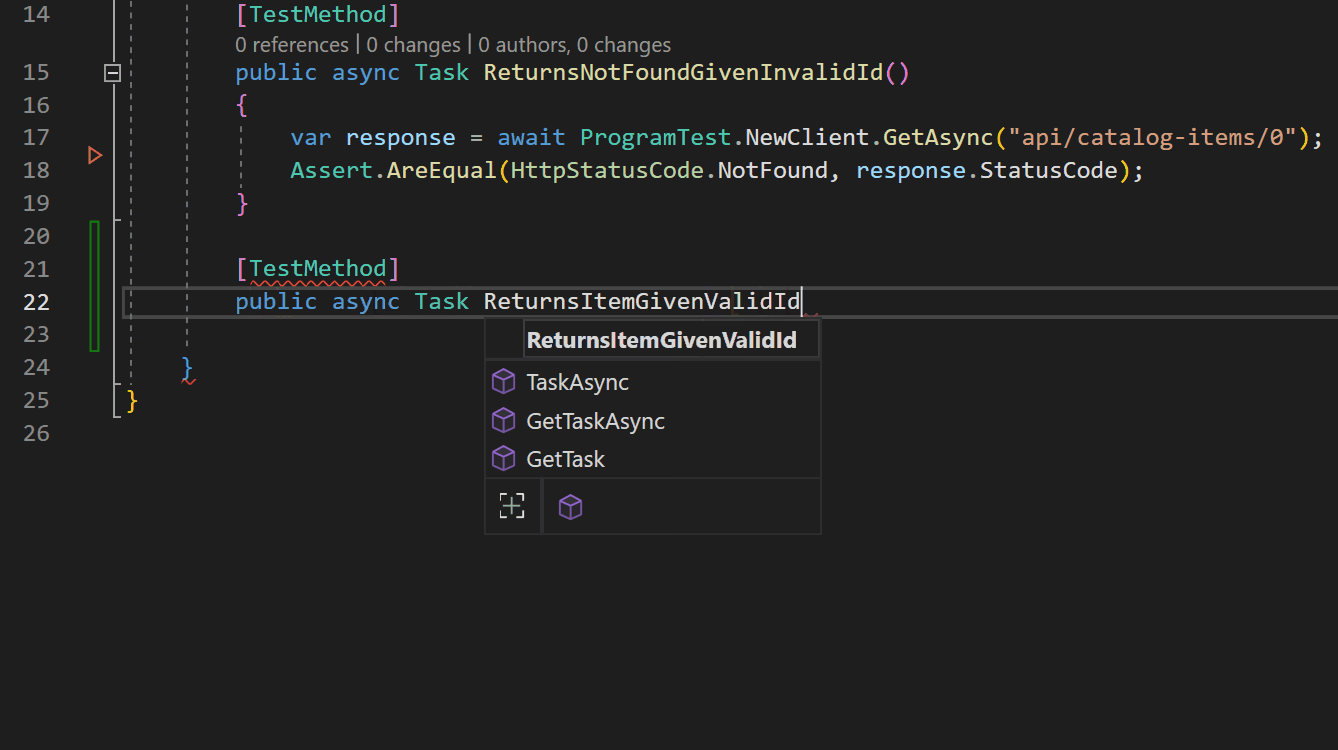 14 [TestMethod]
0 references | 0 changes | 0 authors, 0 changes
15 public async Task ReturnsNotFoundGivenInvalidId()
16 {
17 var response = await ProgramTest.NewClient.GetAsync("api/catalog-items/0");
18 Assert.AreEqual(HttpStatusCode.NotFound, response.StatusCode);
19 }
20
21 [TestMethod]
22 public async Task ReturnsItemGivenValidId
23
ReturnsItemGivenValidId
24 }
TaskAsync
25 }
GetTaskAsync
26
GetTask